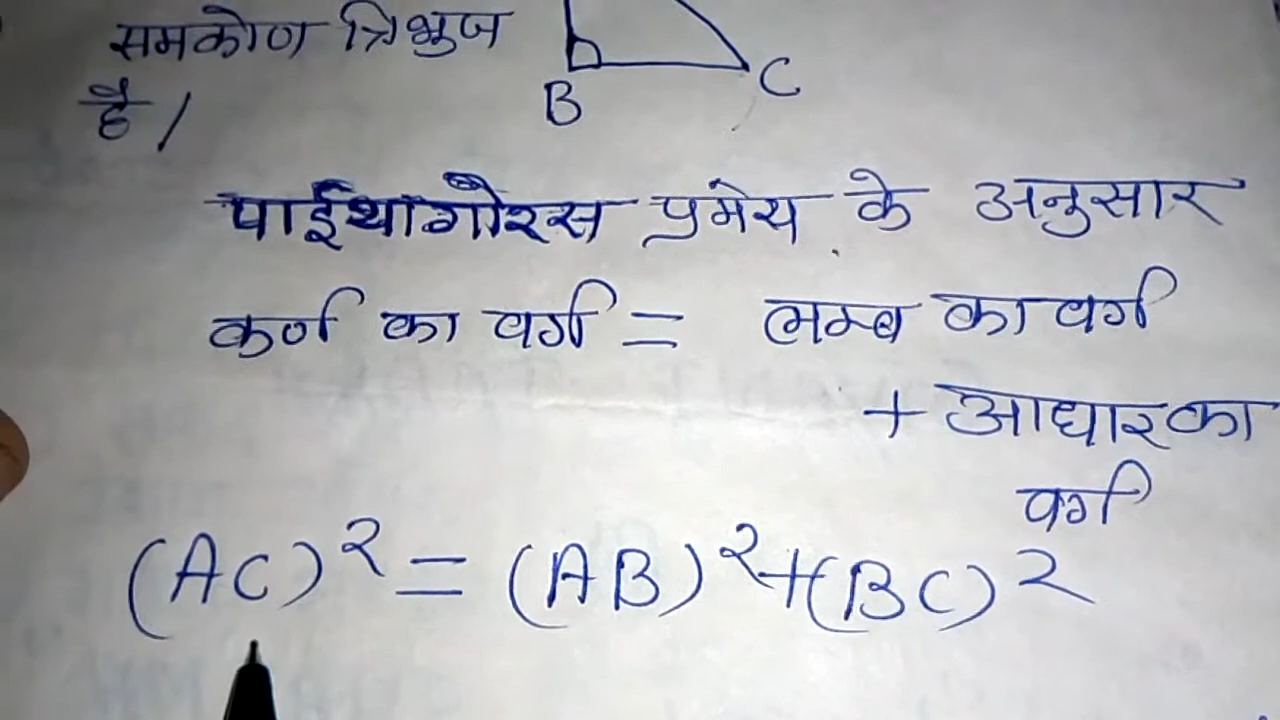 समकोण त्रिभुज
है /
B
C
पाईथागोरस प्रमेय के अनुसार
कर्ण का वर्ग = लम्ब का वर्ग
+ आधार का
वर्ग
(AC)² = (AB)² + (BC)²